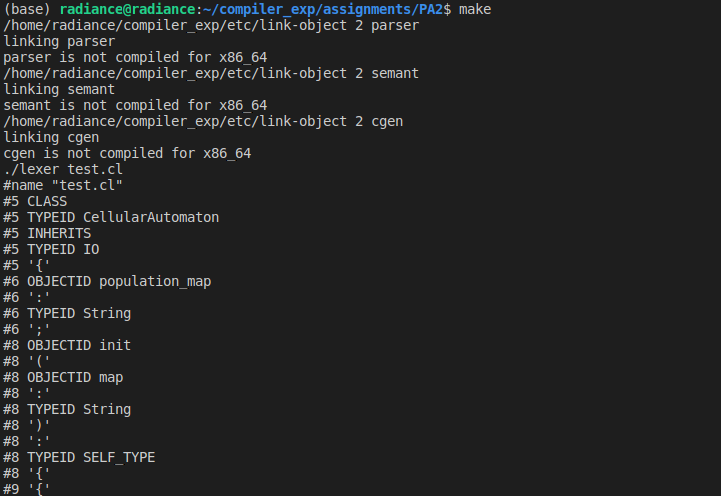 (base) radiance@radiance:~/compiler_exp/assignments/PA2$ make
/home/radiance/compiler_exp/etc/link-object 2 parser
linking parser
parser is not compiled for x86_64
/home/radiance/compiler_exp/etc/link-object 2 semant
linking semant
semant is not compiled for x86_64
/home/radiance/compiler_exp/etc/link-object 2 cgen
linking cgen
cgen is not compiled for x86_64
./lexer test.cl
#name "test.cl"
#5 CLASS
#5 TYPEID CellularAutomaton
#5 INHERITS
#5 TYPEID IO
#5 '{'
#6 OBJECTID population_map
#6 ':'
#6 TYPEID String
#6 ';'
#8 OBJECTID init
#8 '('
#8 OBJECTID map
#8 ':'
#8 TYPEID String
#8 ')'
#8 ':'
#8 TYPEID SELF_TYPE
#8 '{'
#9 '{'